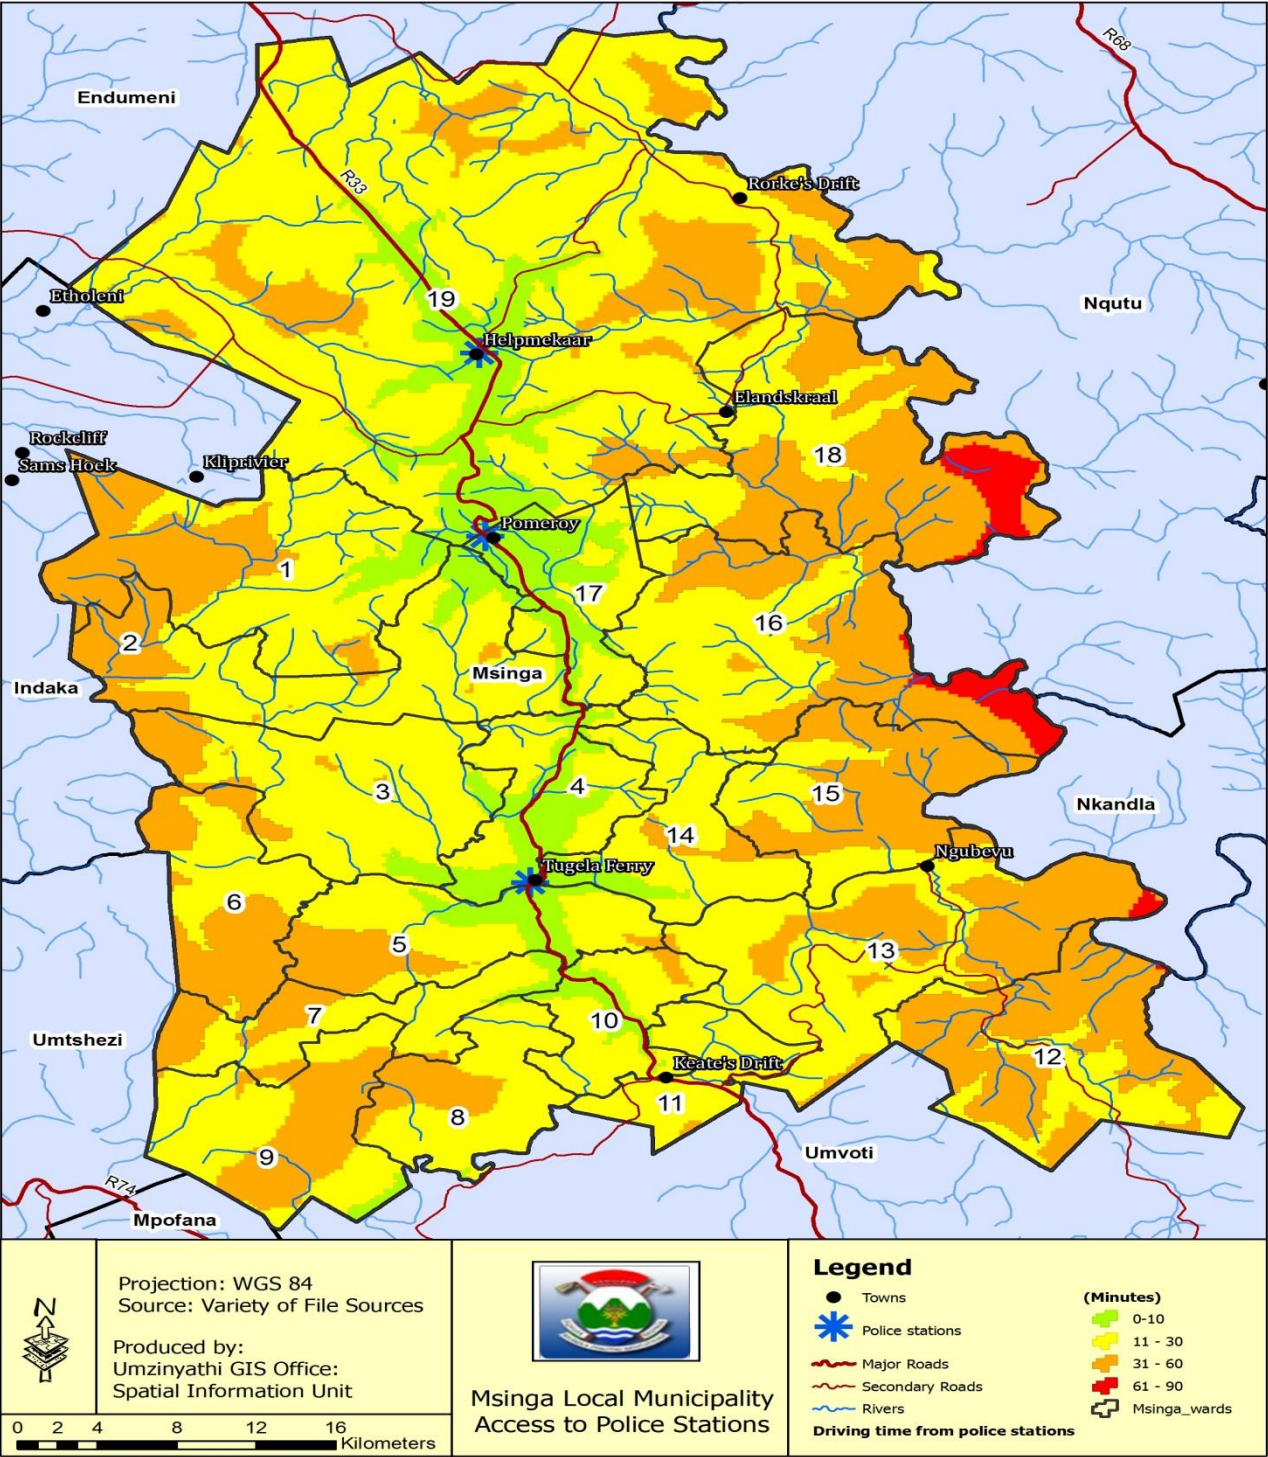 R68
Endumeni
R33
Rorke's Drift
Etholeni
19
Nqutu
Helpmekaar
Elandskraal
Rockcliff
Sams Hoek
Kliprivier
18
Pomeroy
1
17
16
2
Msinga
Indaka
3
4
15
Nkandla
14
Tugela Ferry
Ngubevu
6
5
13
7
10
Umtshezi
12
Keate's Drift
11
8
Umvoti
9
R74
Mpofana
N
Projection: WGS 84
Source: Variety of File Sources
Produced by:
Umzinyathi GIS Office:
Spatial Information Unit
0 2 4 8 12 16
Kilometers
Msinga Local Municipality
Access to Police Stations
Legend
Towns
Police stations
Major Roads
Secondary Roads
Rivers
Driving time from police stations
(Minutes)
0-10
11 - 30
31 - 60
61 - 90
Msinga_wards